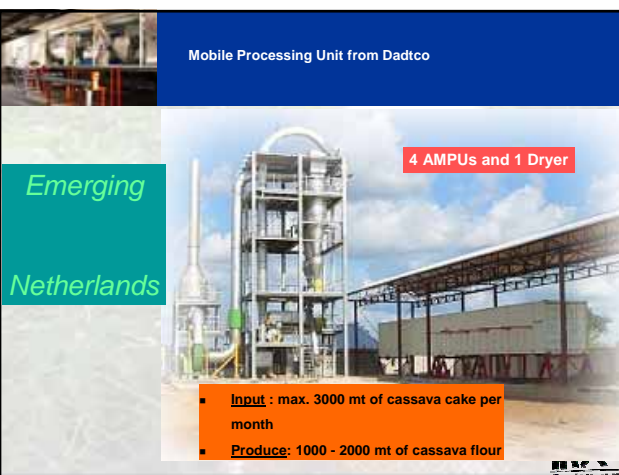 Mobile Processing Unit from Dadtco
4 AMPUs and 1 Dryer
Emerging
Netherlands
▪ Input : max. 3000 mt of cassava cake per
month
▪ Produce: 1000 - 2000 mt of cassava flour